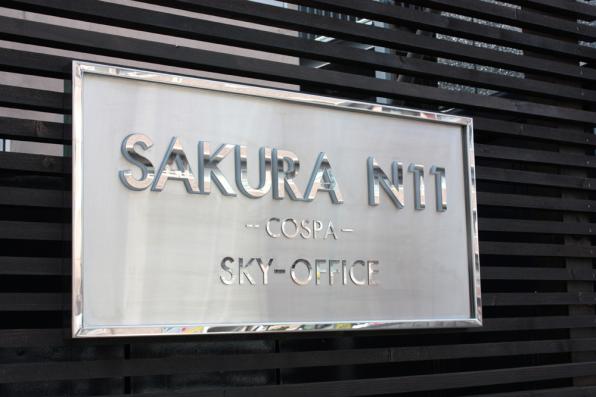 SAKURA N11
-COSPA-
SKY-OFFICE